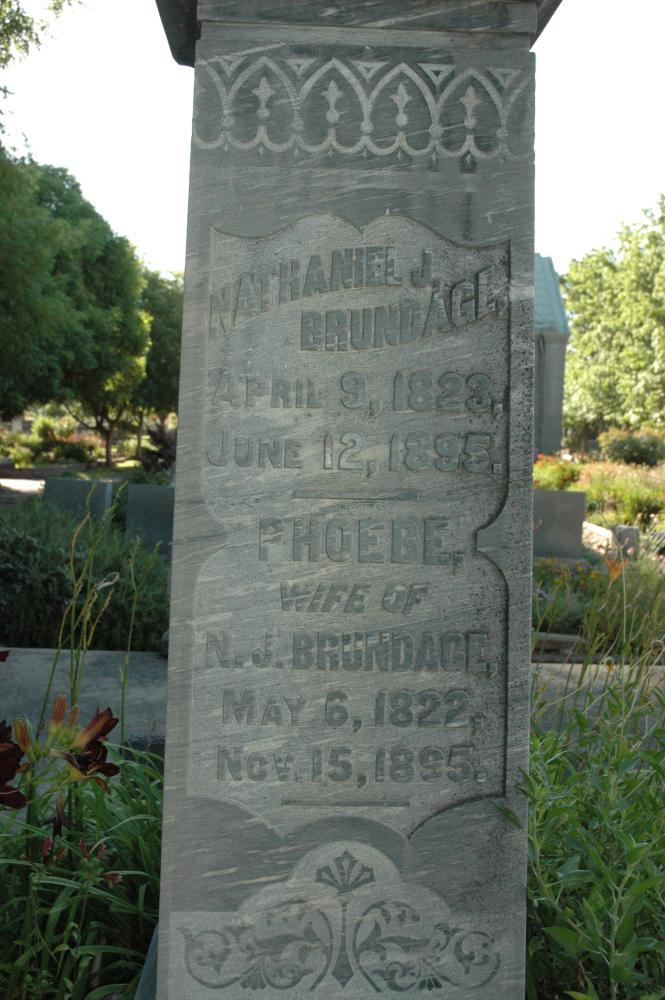 NATHANIEL J.
BRUNDAGE,
APRIL 9, 1823,
JUNE 12, 1895.
PHOEBE,
WIFE OF
N. J. BRUNDAGE,
MAY 6, 1822,
NOV. 15, 1895.